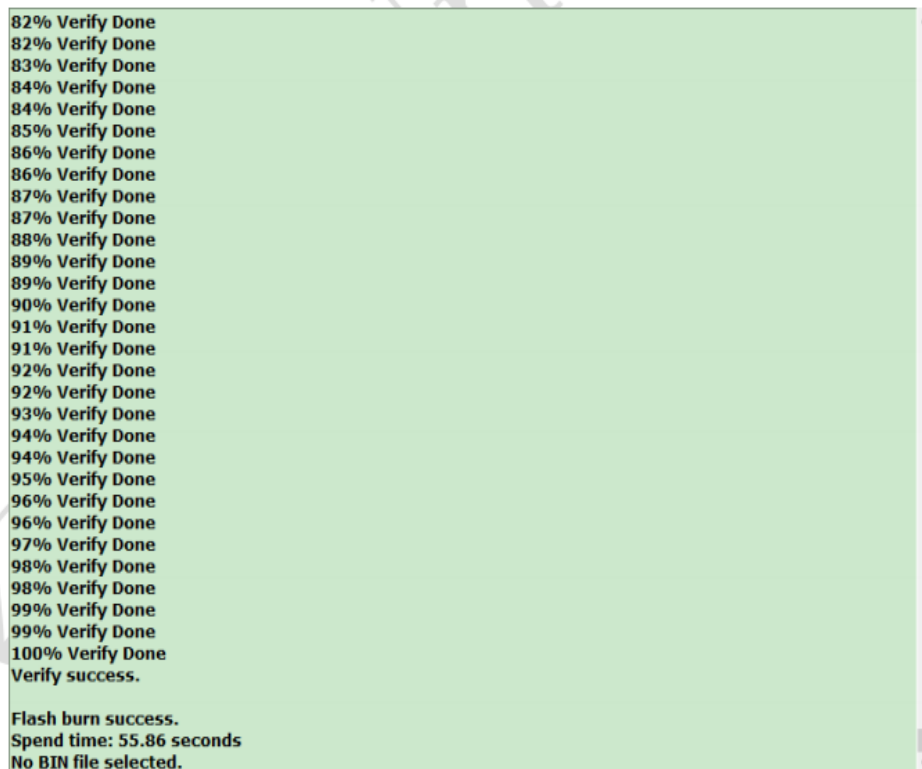 82% Verify Done
82% Verify Done
83% Verify Done
84% Verify Done
84% Verify Done
85% Verify Done
86% Verify Done
86% Verify Done
87% Verify Done
87% Verify Done
88% Verify Done
89% Verify Done
89% Verify Done
90% Verify Done
91% Verify Done
91% Verify Done
92% Verify Done
92% Verify Done
93% Verify Done
94% Verify Done
94% Verify Done
95% Verify Done
96% Verify Done
96% Verify Done
97% Verify Done
98% Verify Done
98% Verify Done
99% Verify Done
99% Verify Done
100% Verify Done
Verify success.
Flash burn success.
Spend time: 55.86 seconds
No BIN file selected.